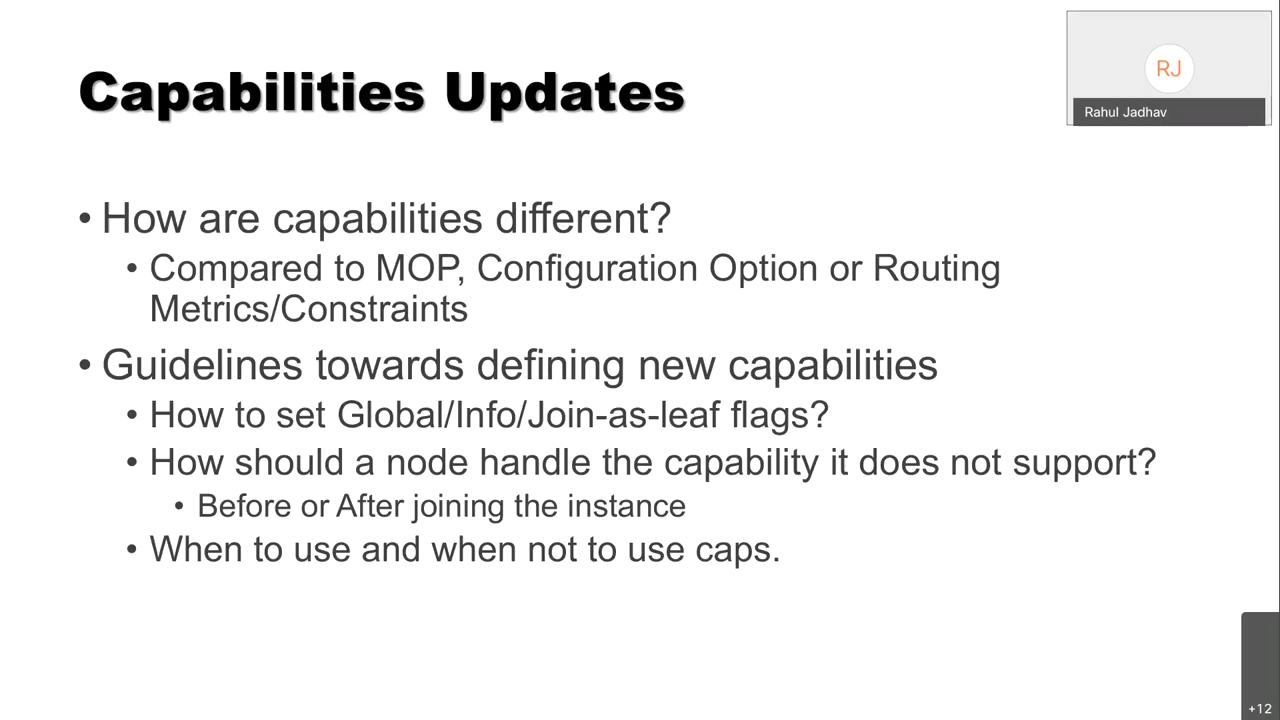 Capabilities Updates
RJ
Rahul Jadhav
• How are capabilities different?
• Compared to MOP, Configuration Option or Routing
Metrics/Constraints
• Guidelines towards defining new capabilities
• How to set Global/Info/Join-as-leaf flags?
• How should a node handle the capability it does not support?
• Before or After joining the instance
• When to use and when not to use caps.
+12